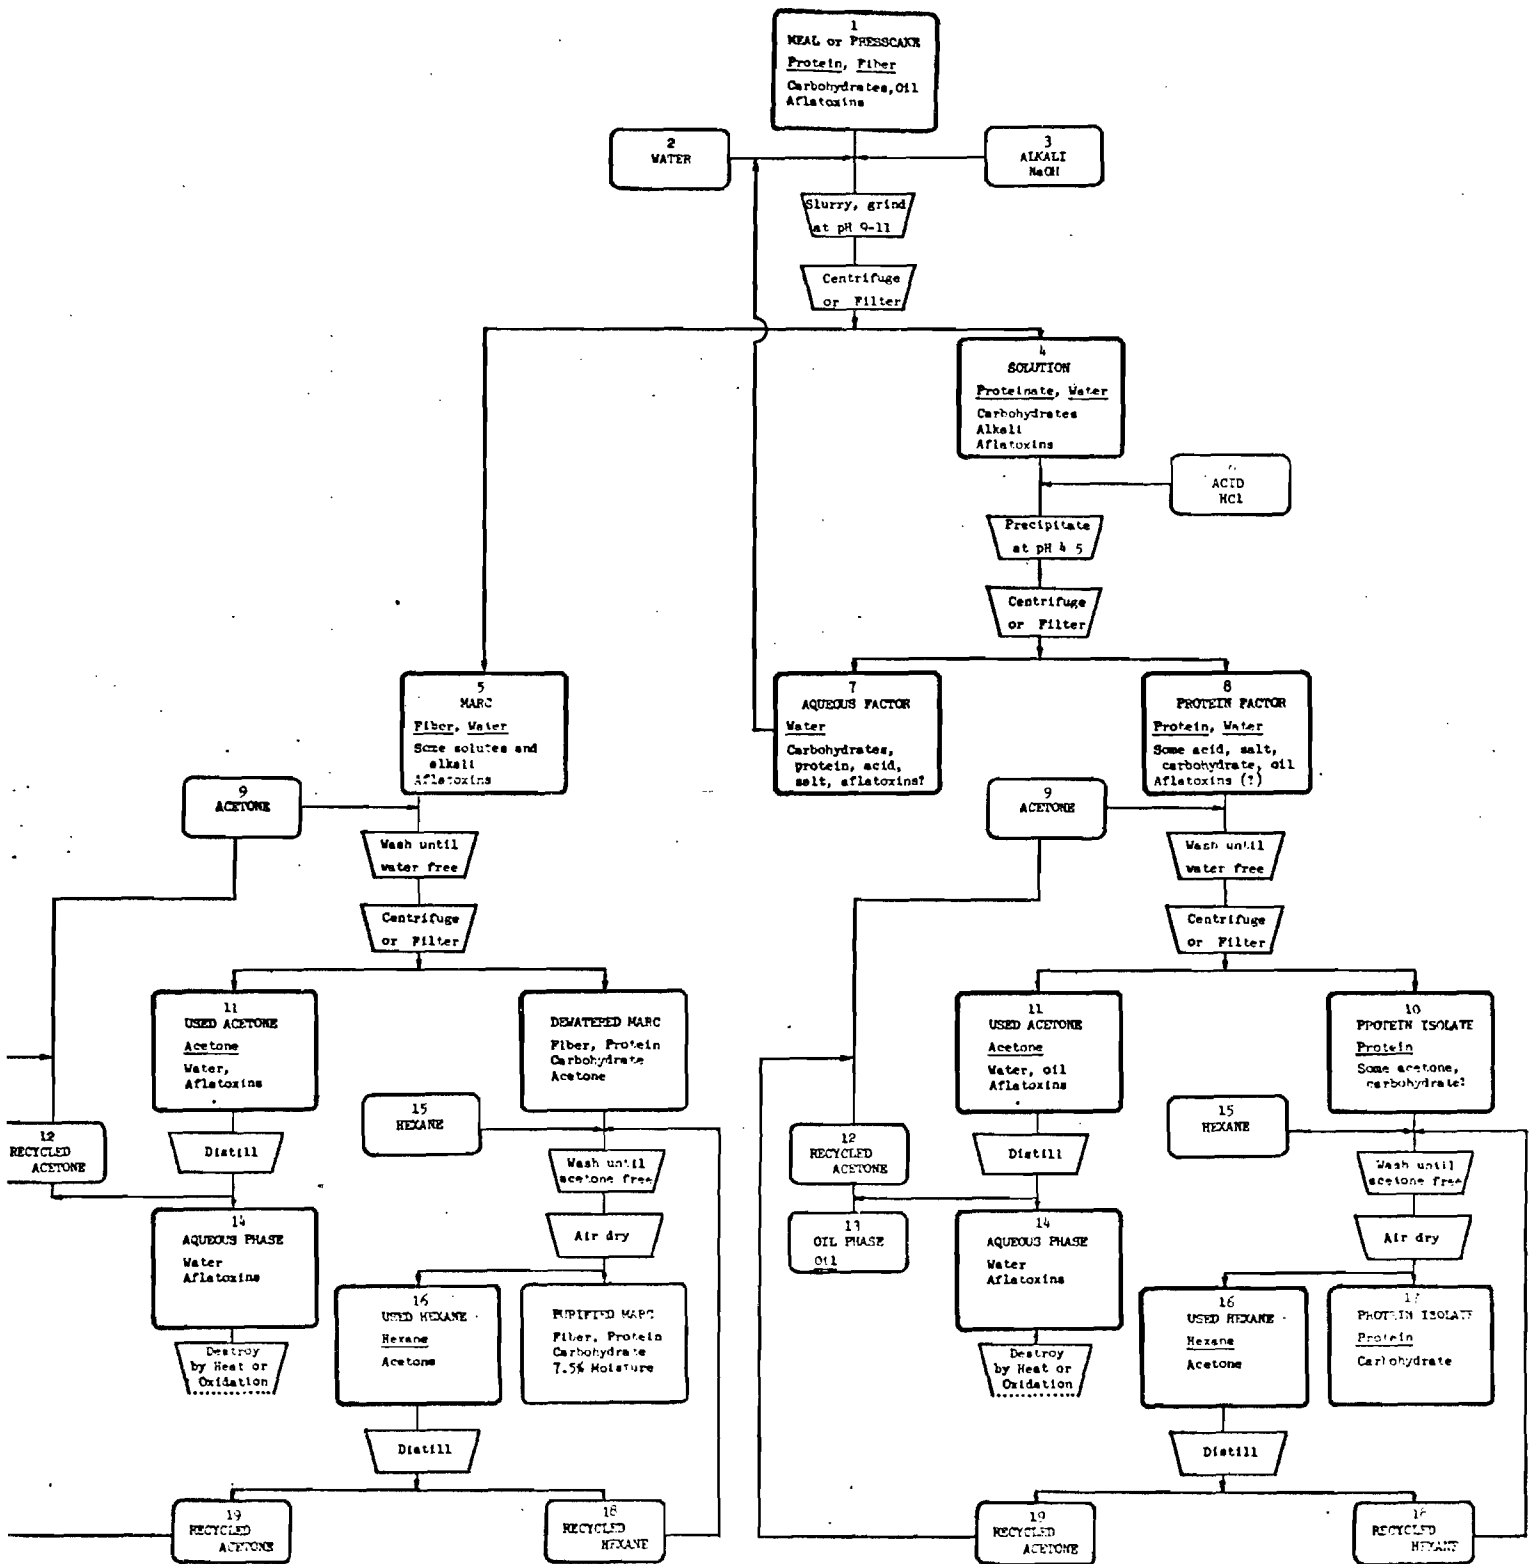 1
MEAL or PRESSCAKE
Protein, Fiber
Carbohydrates, Oil
Aflatoxins
2
WATER
3
ALKALI
NaOH
Slurry, grind
at pH 9-11
Centrifuge
or Filter
4
SOLUTION
Proteinate, Water
Carbohydrates
Alkali
Aflatoxins
ACID
HCl
Precipitate
at pH 4 5
Centrifuge
or Filter
5
MARC
Fiber, Water
Some solutes and
alkali
Aflatoxins
7
AQUEOUS FACTOR
Water
Carbohydrates,
protein, acid,
salt, aflatoxins?
8
PROTEIN FACTOR
Protein, Water
Some acid, salt,
carbohydrate, oil
Aflatoxins (?)
9
ACETONE
Wash until
water free
Centrifuge
or Filter
9
ACETONE
Wash until
water free
Centrifuge
or Filter
11
USED ACETONE
Acetone
Water,
Aflatoxins
DEWATERED MARC
Fiber, Protein
Carbohydrate
Acetone
11
USED ACETONE
Acetone
Water, oil
Aflatoxins
10
PROTEIN ISOLATE
Protein
Some acetone,
carbohydrate?
12
RECYCLED
ACETONE
Distill
15
HEXANE
Wash until
acetone free
Air dry
12
RECYCLED
ACETONE
Distill
15
HEXANE
Wash until
acetone free
Air dry
14
AQUEOUS PHASE
Water
Aflatoxins
13
OIL PHASE
Oil
14
AQUEOUS PHASE
Water
Aflatoxins
Destroy
by Heat or
Oxidation
16
USED HEXANE
Hexane
Acetone
PURIFIED MARC
Fiber, Protein
Carbohydrate
7.5% Moisture
Destroy
by Heat or
Oxidation
16
USED HEXANE
Hexane
Acetone
17
PROTEIN ISOLATE
Protein
Carbohydrate
Distill
Distill
19
RECYCLED
ACETONE
18
RECYCLED
HEXANE
19
RECYCLED
ACETONE
18
RECYCLED
HEXANE